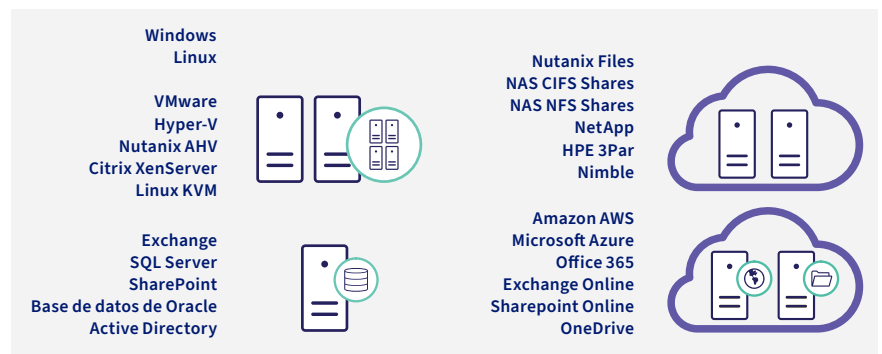 Windows
Linux
VMware
Hyper-V
Nutanix AHV
Citrix XenServer
Linux KVM
Exchange
SQL Server
SharePoint
Base de datos de Oracle
Active Directory
Nutanix Files
NAS CIFS Shares
NAS NFS Shares
NetApp
HPE 3Par
Nimble
Amazon AWS
Microsoft Azure
Office 365
Exchange Online
Sharepoint Online
OneDrive